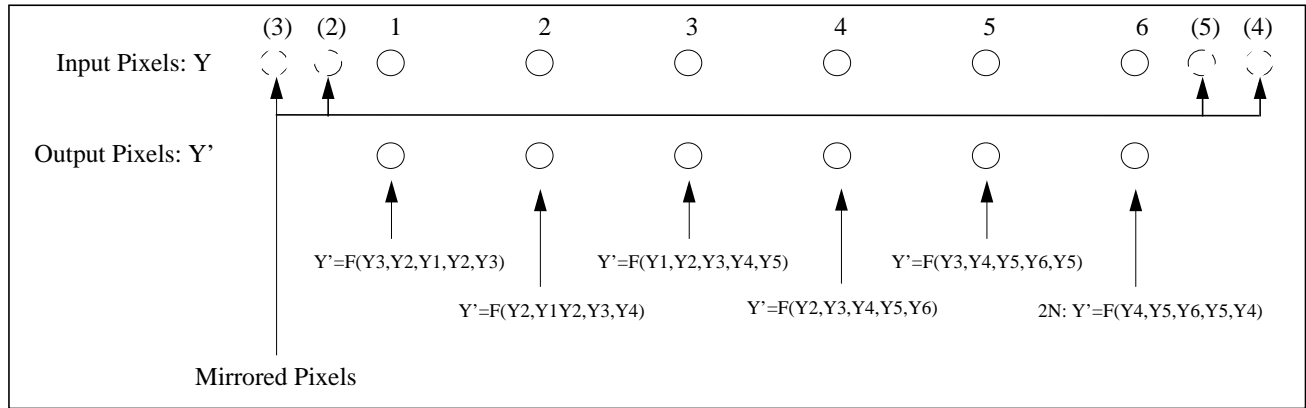 (3) (2) 1 2 3 4 5 6 (5) (4)
Input Pixels: Y
Output Pixels: Y’
Y’=F(Y3,Y2,Y1,Y2,Y3) Y’=F(Y1,Y2,Y3,Y4,Y5) Y’=F(Y3,Y4,Y5,Y6,Y5)
Y’=F(Y2,Y1Y2,Y3,Y4) Y’=F(Y2,Y3,Y4,Y5,Y6) 2N: Y’=F(Y4,Y5,Y6,Y5,Y4)
Mirrored Pixels